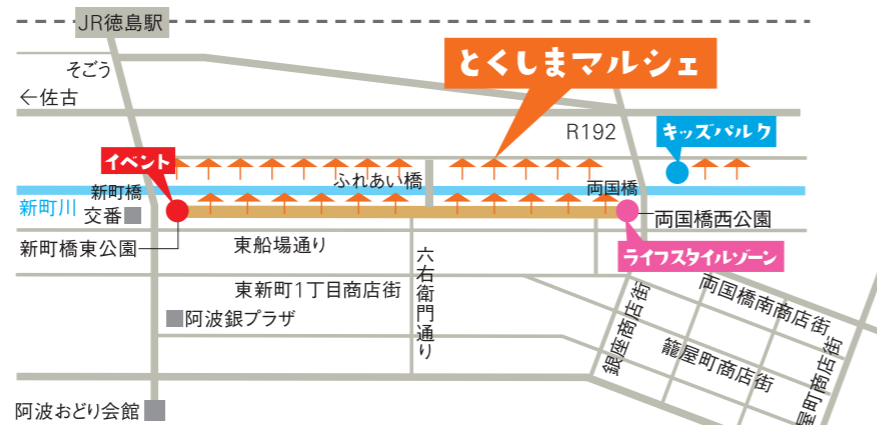 JR徳島駅
そごう
←佐古
とくしまマルシェ
R192
キッズパルク
イベント
ふれあい橋
両国橋
新町橋
新町川
交番
新町橋東公園
両国橋西公園
東船場通り
ライフスタイルゾーン
六右衛門通り
東新町1丁目商店街
両国橋南商店街
阿波銀プラザ
銀座商店街
籠屋町商店街
屋町商店街
阿波おどり会館